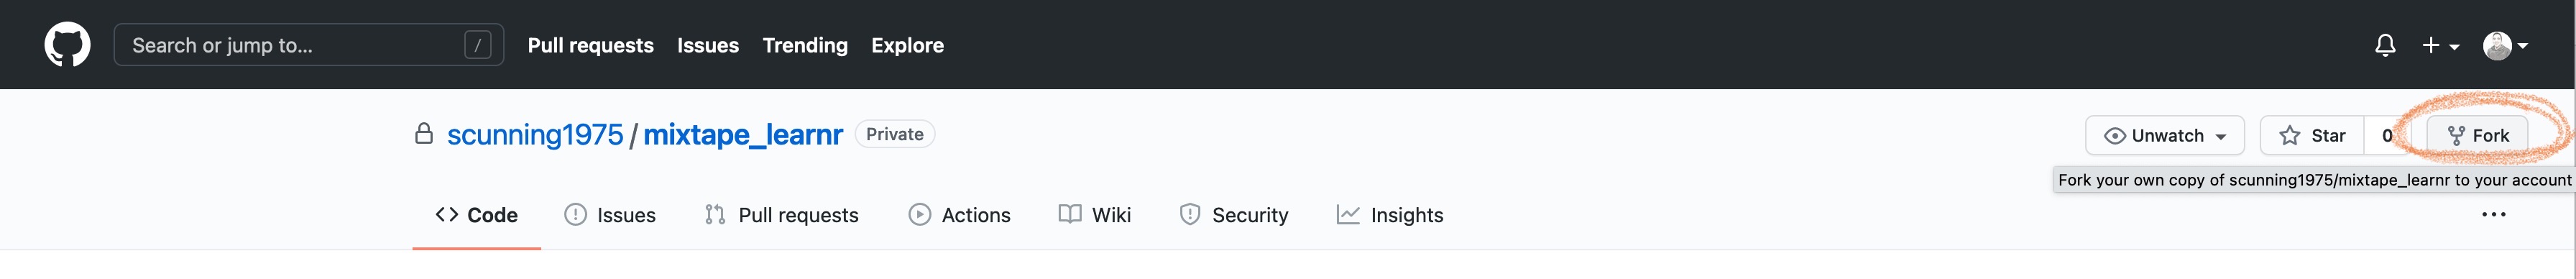 Search or jump to... / Pull requests Issues Trending Explore
scunning1975 / mixtape_learnr Private Unwatch Star 0 Fork
Fork your own copy of scunning1975/mixtape_learnr to your account
Code Issues Pull requests Actions Wiki Security Insights ...